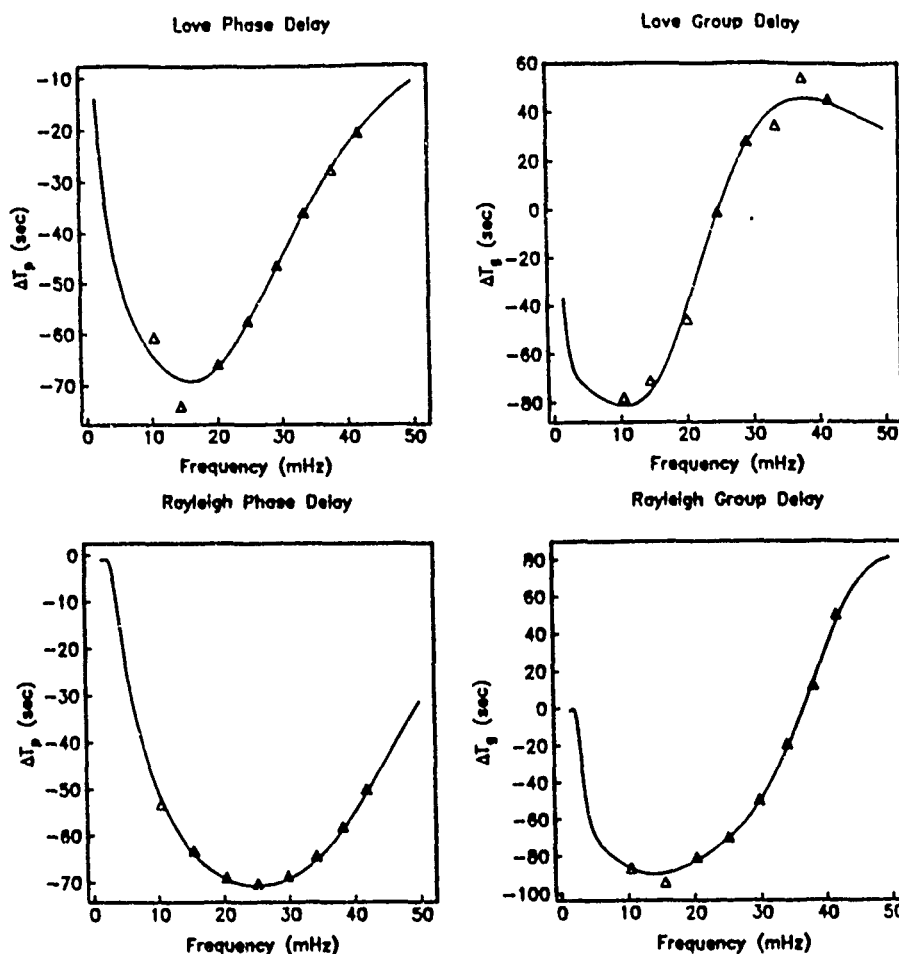 Love Phase Delay
-10
-20
-30
-40
-50
-60
-70
ΔTp (sec)
0 10 20 30 40 50
Frequency (mHz)
Love Group Delay
60
40
20
0
-20
-40
-60
-80
ΔTg (sec)
0 10 20 30 40 50
Frequency (mHz)
Rayleigh Phase Delay
0
-10
-20
-30
-40
-50
-60
-70
ΔTp (sec)
0 10 20 30 40 50
Frequency (mHz)
Rayleigh Group Delay
80
60
40
20
0
-20
-40
-60
-80
-100
ΔTg (sec)
0 10 20 30 40 50
Frequency (mHz)